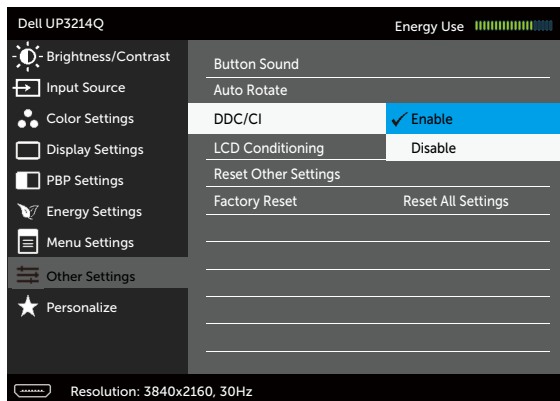 Dell UP3214Q
Energy Use
Brightness/Contrast
Input Source
Color Settings
Display Settings
PBP Settings
Energy Settings
Menu Settings
Other Settings
Personalize
Button Sound
Auto Rotate
DDC/CI
Enable
LCD Conditioning
Disable
Reset Other Settings
Factory Reset
Reset All Settings
Resolution: 3840x2160, 30Hz